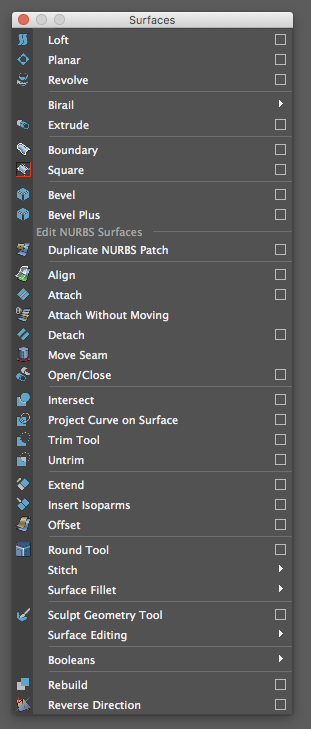 Surfaces
Loft
Planar
Revolve
Birail
Extrude
Boundary
Square
Bevel
Bevel Plus
Edit NURBS Surfaces
Duplicate NURBS Patch
Align
Attach
Attach Without Moving
Detach
Move Seam
Open/Close
Intersect
Project Curve on Surface
Trim Tool
Untrim
Extend
Insert Isoparms
Offset
Round Tool
Stitch
Surface Fillet
Sculpt Geometry Tool
Surface Editing
Booleans
Rebuild
Reverse Direction